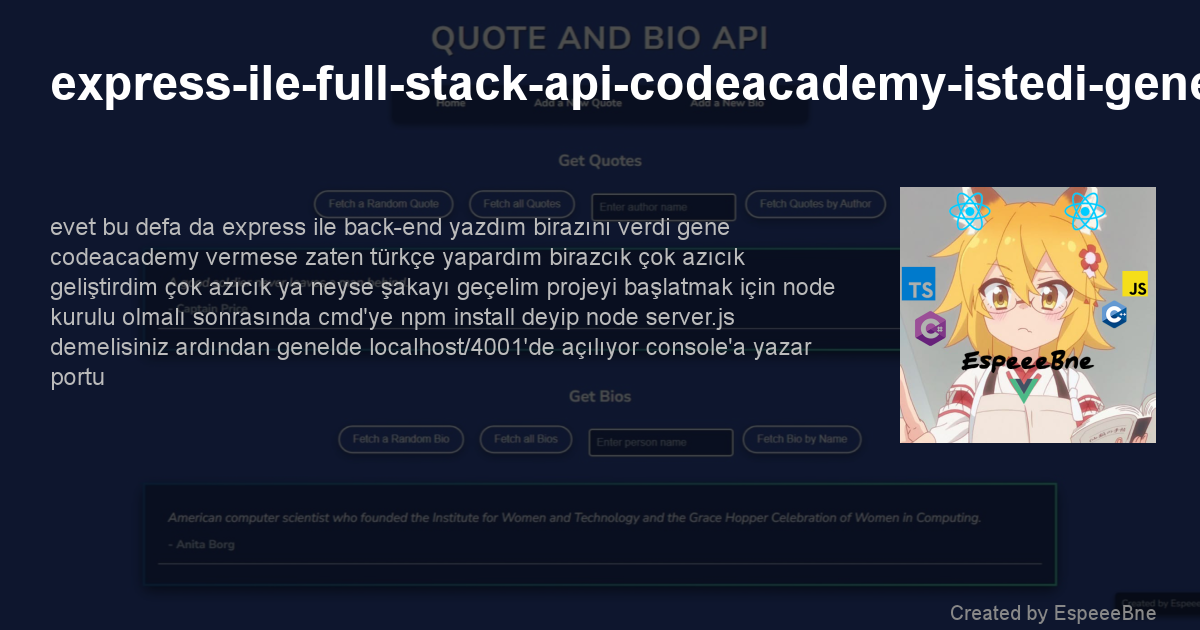 QUOTE AND BIO API
express-ile-full-stack-api-codeacademy-istedi-gene
Home Add a New Quote Add a New Bio
Get Quotes
Fetch a Random Quote Fetch all Quotes Enter author name Fetch Quotes by Author
evet bu defa da express ile back-end yazdım birazını verdi gene
codeacademy vermese zaten türkçe yapardım birazcık çok azıcık
geliştirdim çok azıcık ya neyse şakayı geçelim projeyi başlatmak için node
kurulu olmalı sonrasında cmd'ye npm install deyip node server.js
demelisiniz ardından genelde localhost/4001'de açılıyor console'a yazar
portu
TS
JS
C#
C++
EspeeeBne
Get Bios
Fetch a Random Bio Fetch all Bios Enter person name Fetch Bio by Name
American computer scientist who founded the Institute for Women and Technology and the Grace Hopper Celebration of Women in Computing.
- Anita Borg
Created by Espeee
Created by EspeeeBne